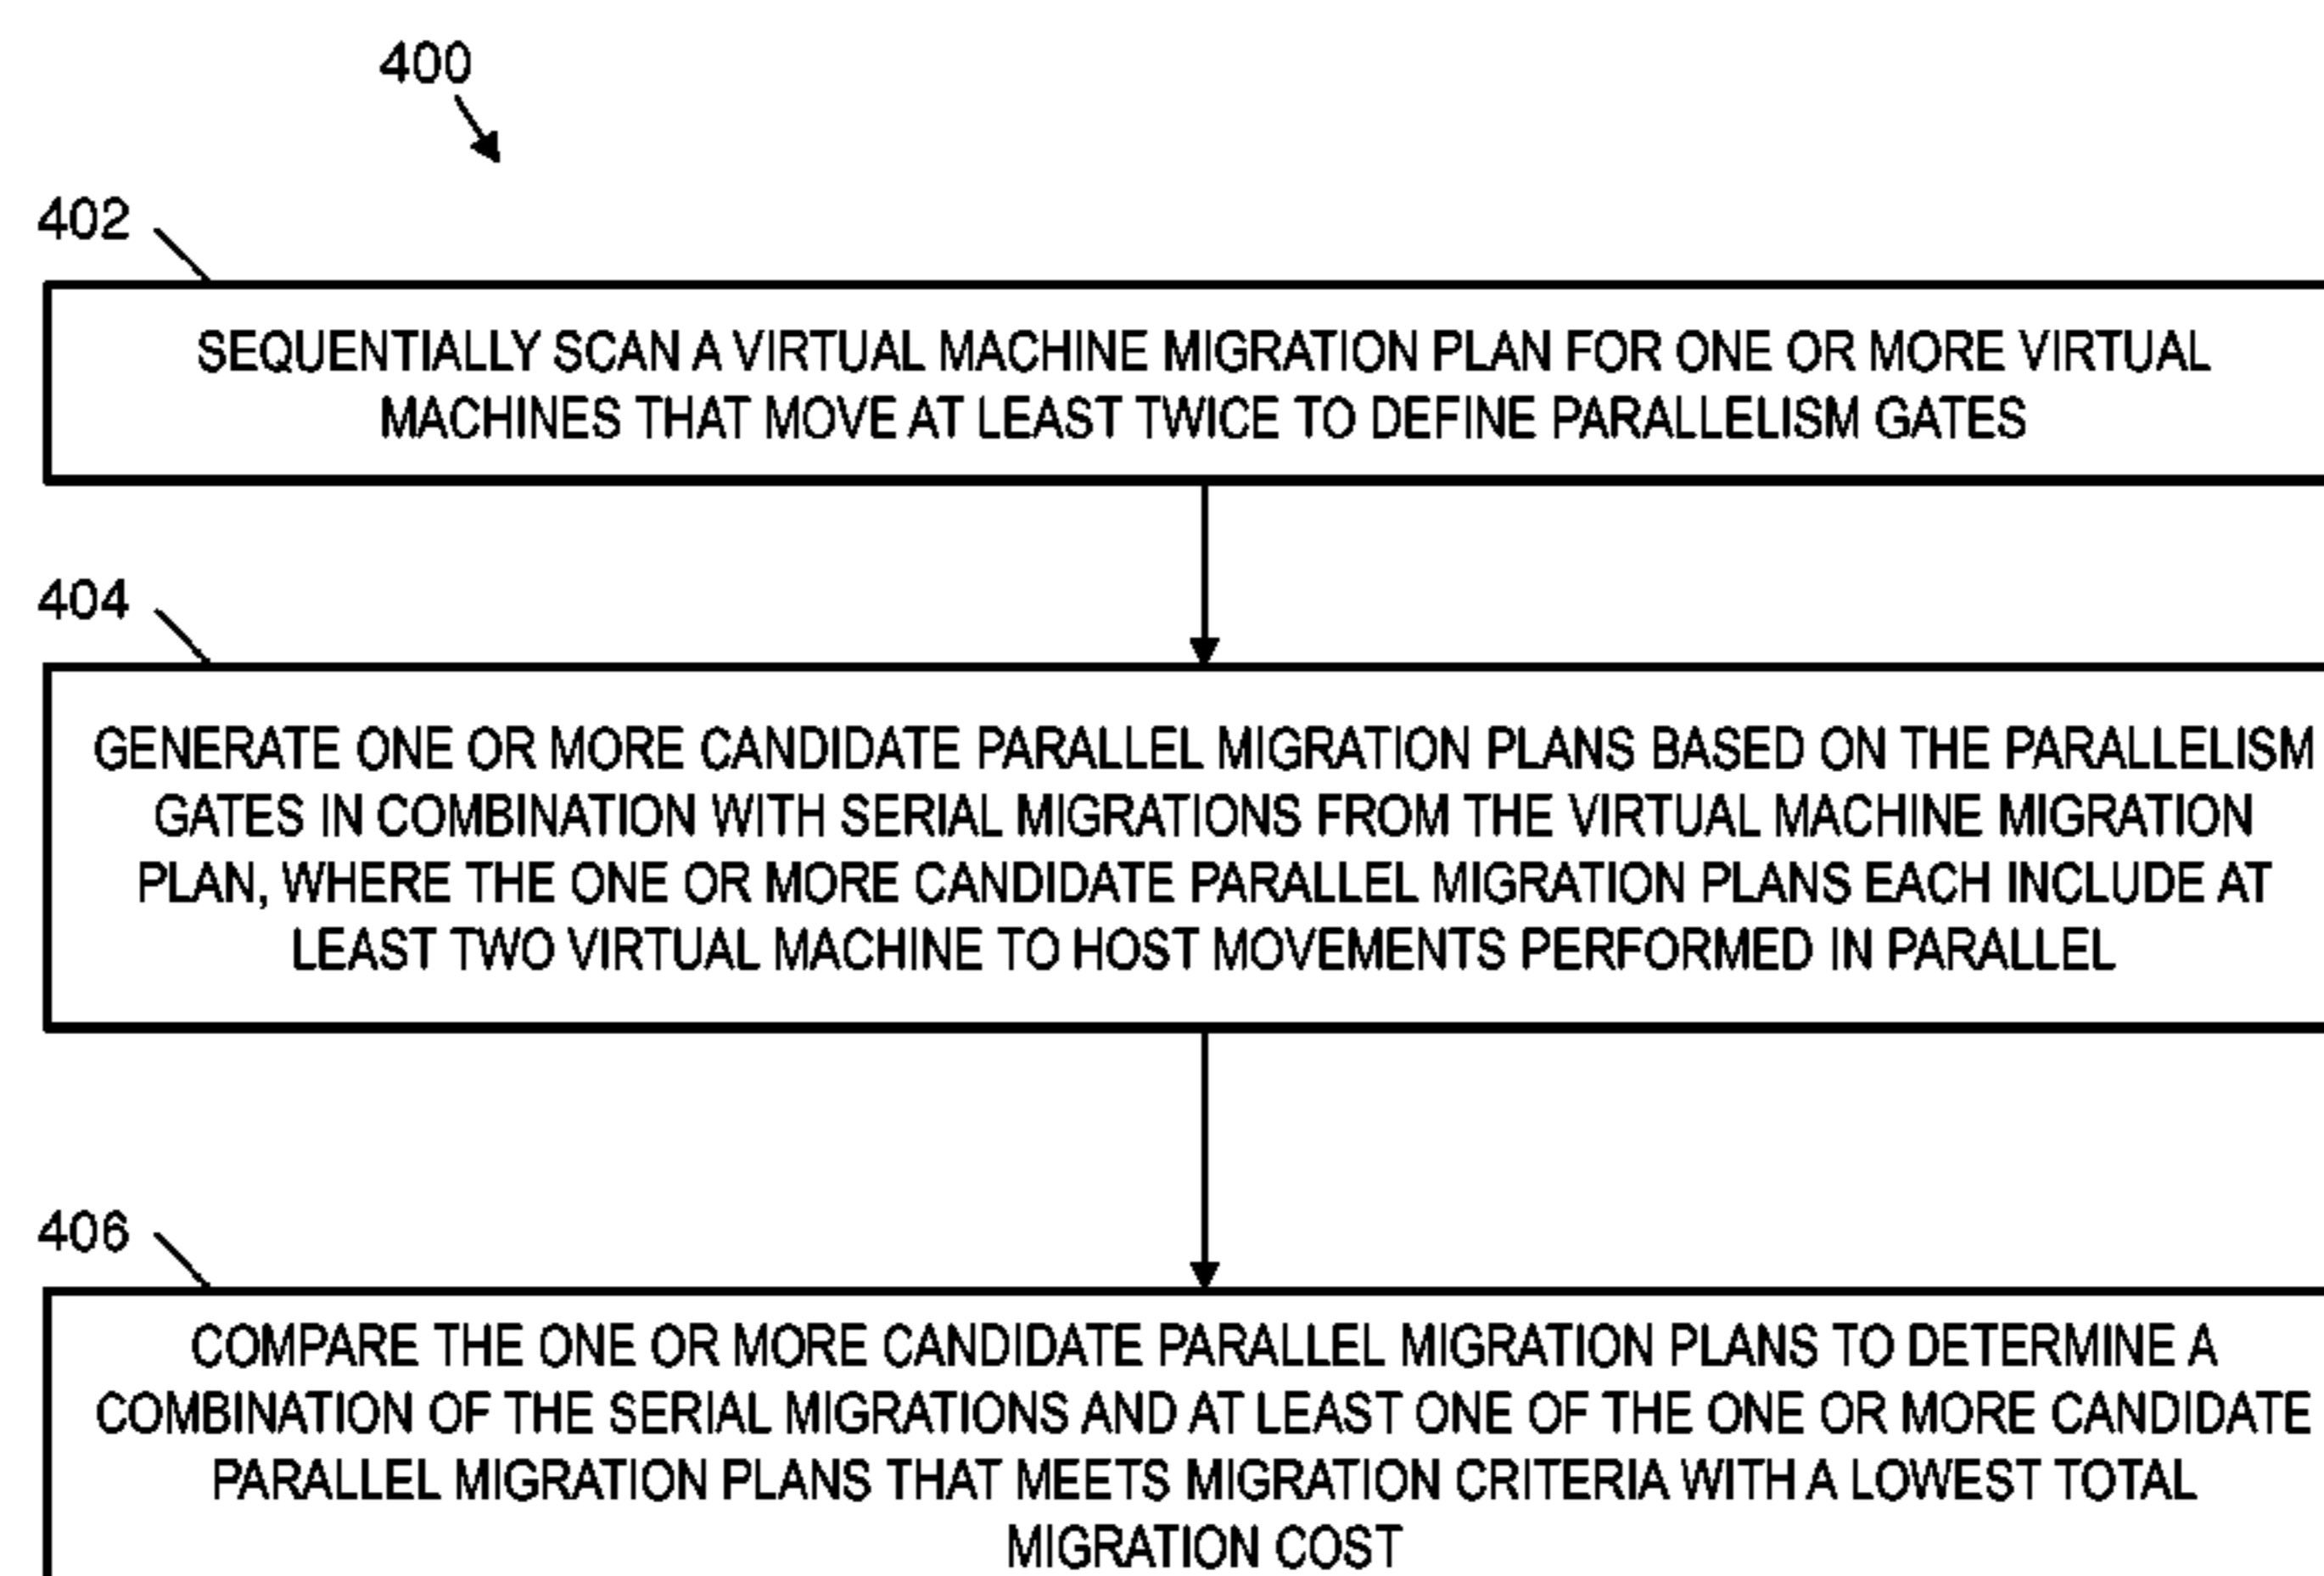 400
402
SEQUENTIALLY SCAN A VIRTUAL MACHINE MIGRATION PLAN FOR ONE OR MORE VIRTUAL
MACHINES THAT MOVE AT LEAST TWICE TO DEFINE PARALLELISM GATES
404
GENERATE ONE OR MORE CANDIDATE PARALLEL MIGRATION PLANS BASED ON THE PARALLELISM
GATES IN COMBINATION WITH SERIAL MIGRATIONS FROM THE VIRTUAL MACHINE MIGRATION
PLAN, WHERE THE ONE OR MORE CANDIDATE PARALLEL MIGRATION PLANS EACH INCLUDE AT
LEAST TWO VIRTUAL MACHINE TO HOST MOVEMENTS PERFORMED IN PARALLEL
406
COMPARE THE ONE OR MORE CANDIDATE PARALLEL MIGRATION PLANS TO DETERMINE A
COMBINATION OF THE SERIAL MIGRATIONS AND AT LEAST ONE OF THE ONE OR MORE CANDIDATE
PARALLEL MIGRATION PLANS THAT MEETS MIGRATION CRITERIA WITH A LOWEST TOTAL
MIGRATION COST